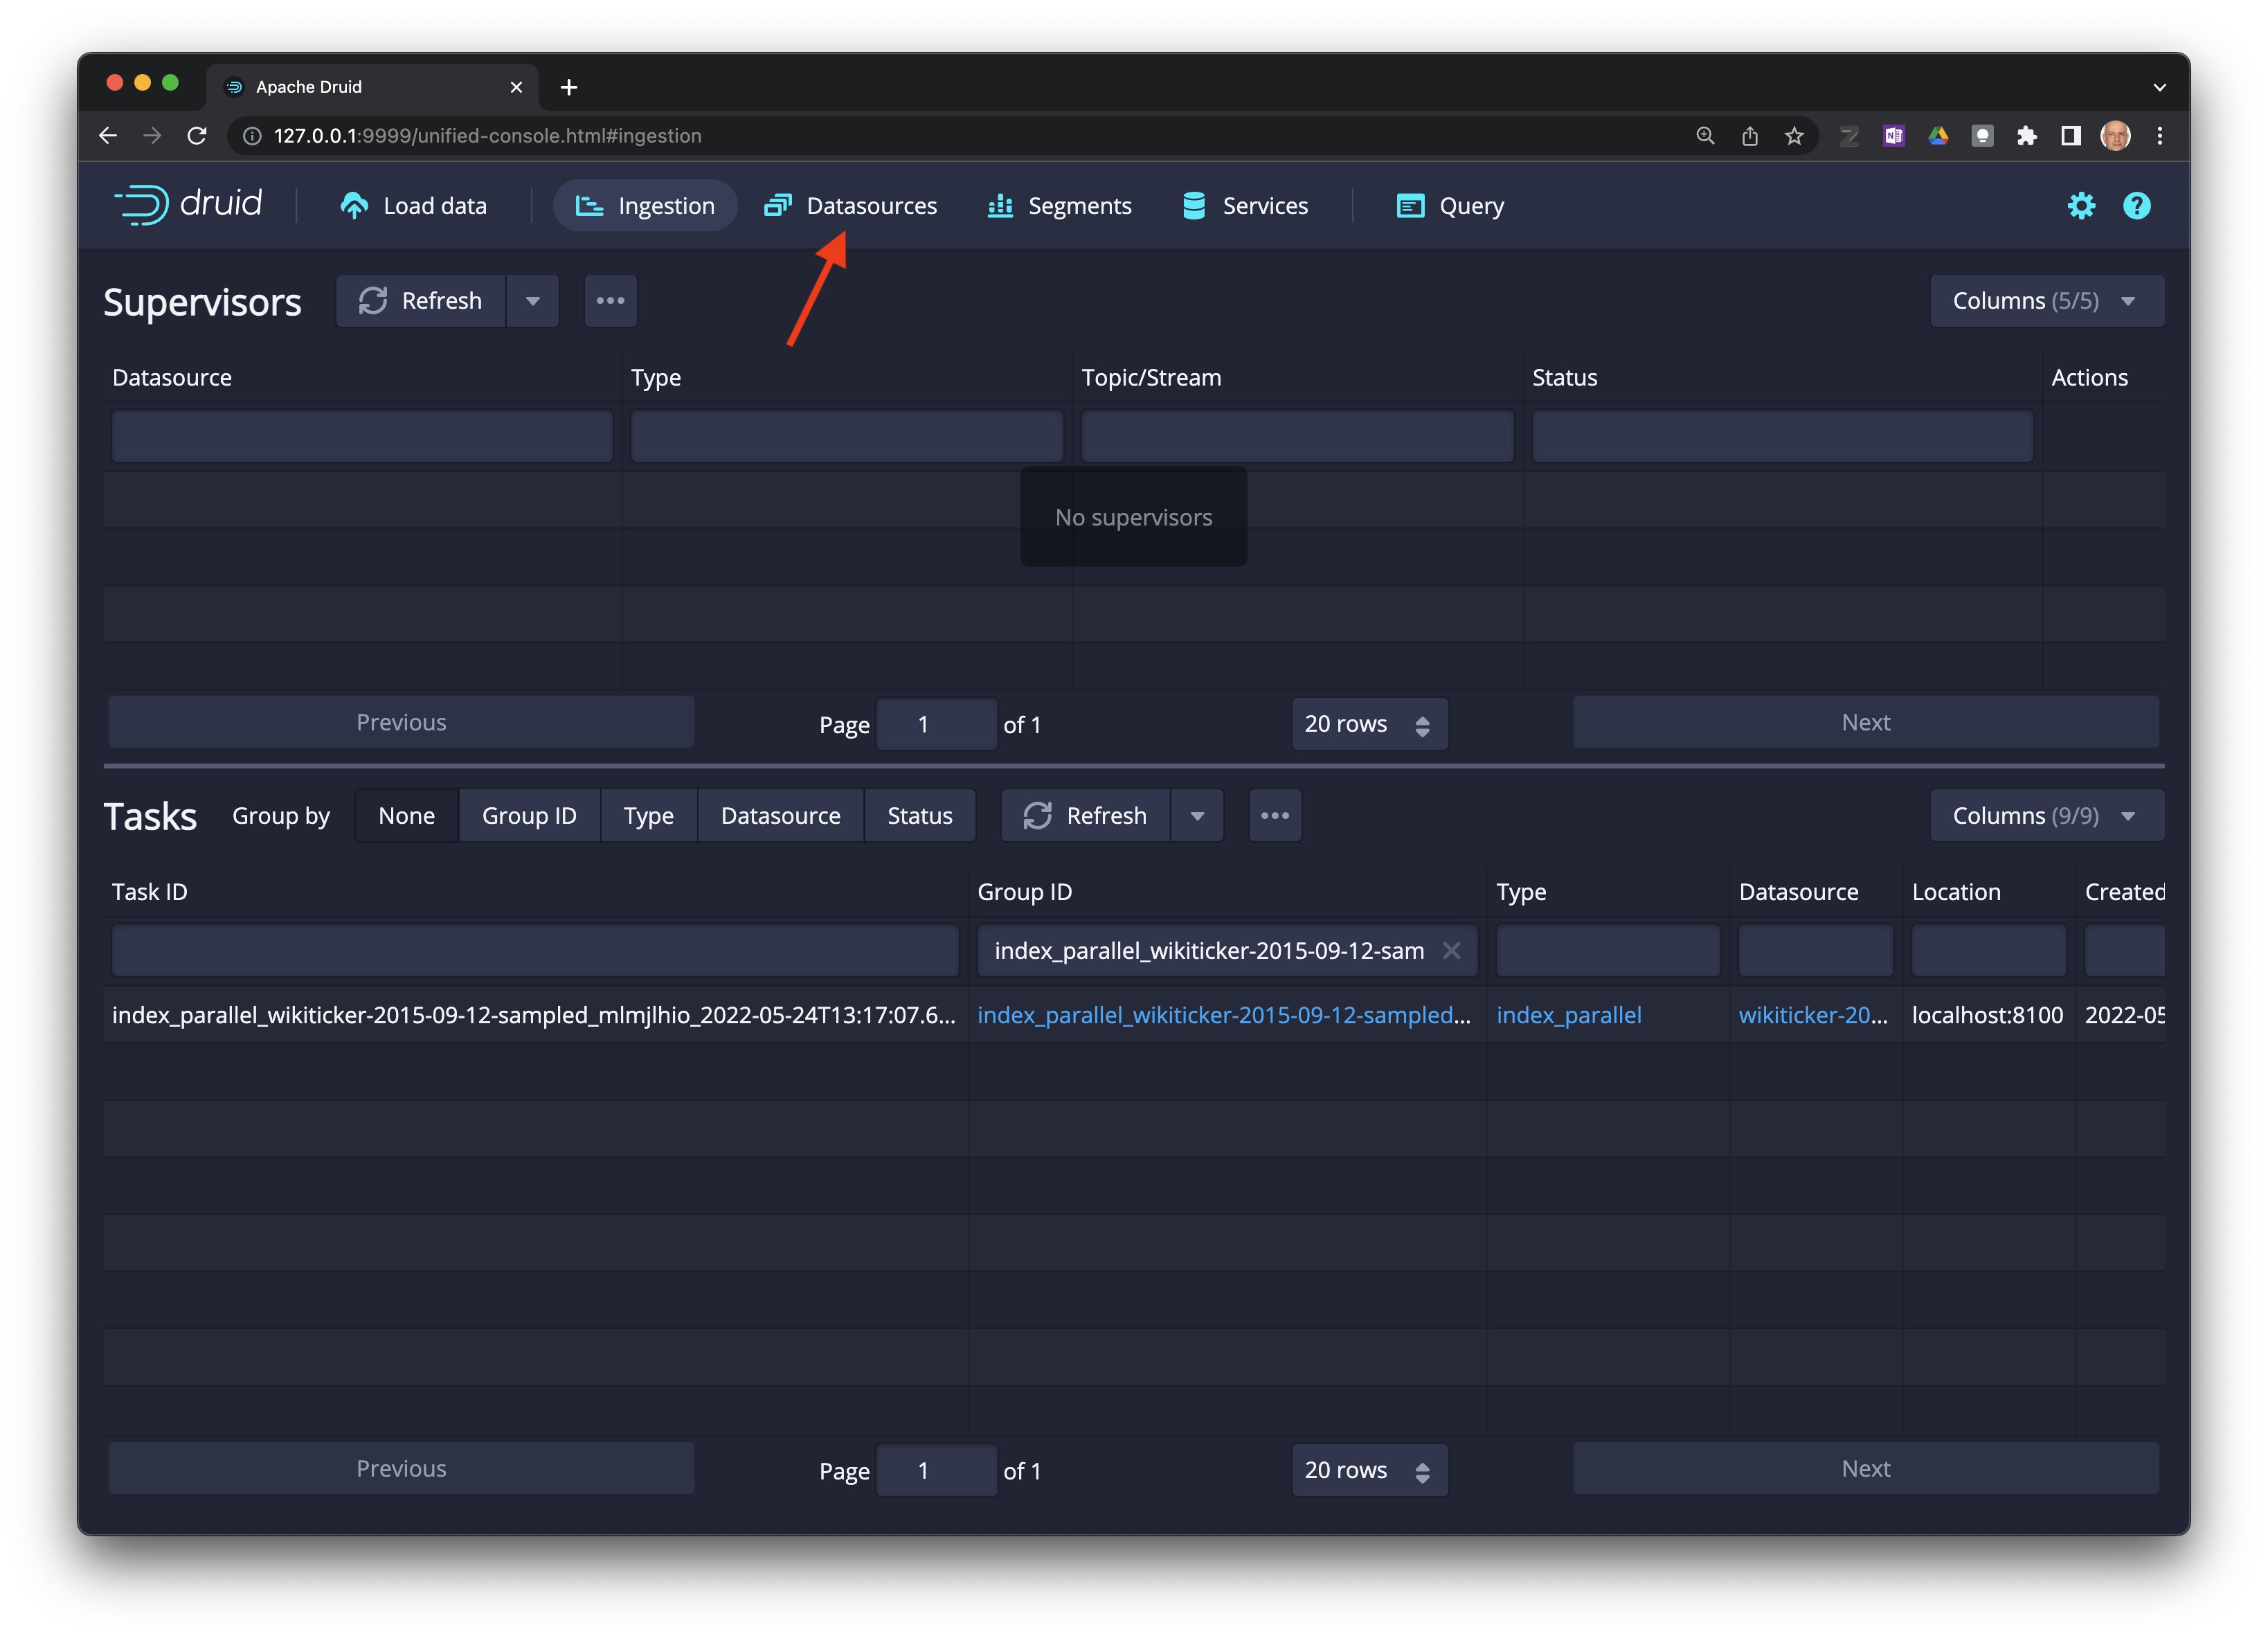 Apache Druid
127.0.0.1:9999/unified-console.html#ingestion
druid Load data Ingestion Datasources Segments Services Query
Supervisors Refresh Columns (5/5)
Datasource Type Topic/Stream Status Actions
No supervisors
Previous Page 1 of 1 20 rows Next
Tasks Group by None Group ID Type Datasource Status Refresh Columns (9/9)
Task ID Group ID Type Datasource Location Created
index_parallel_wikiticker-2015-09-12-sam
index_parallel_wikiticker-2015-09-12-sampled_mlmjlhio_2022-05-24T13:17:07.6... index_parallel_wikiticker-2015-09-12-sampled... index_parallel wikiticker-20... localhost:8100 2022-05
Previous Page 1 of 1 20 rows Next